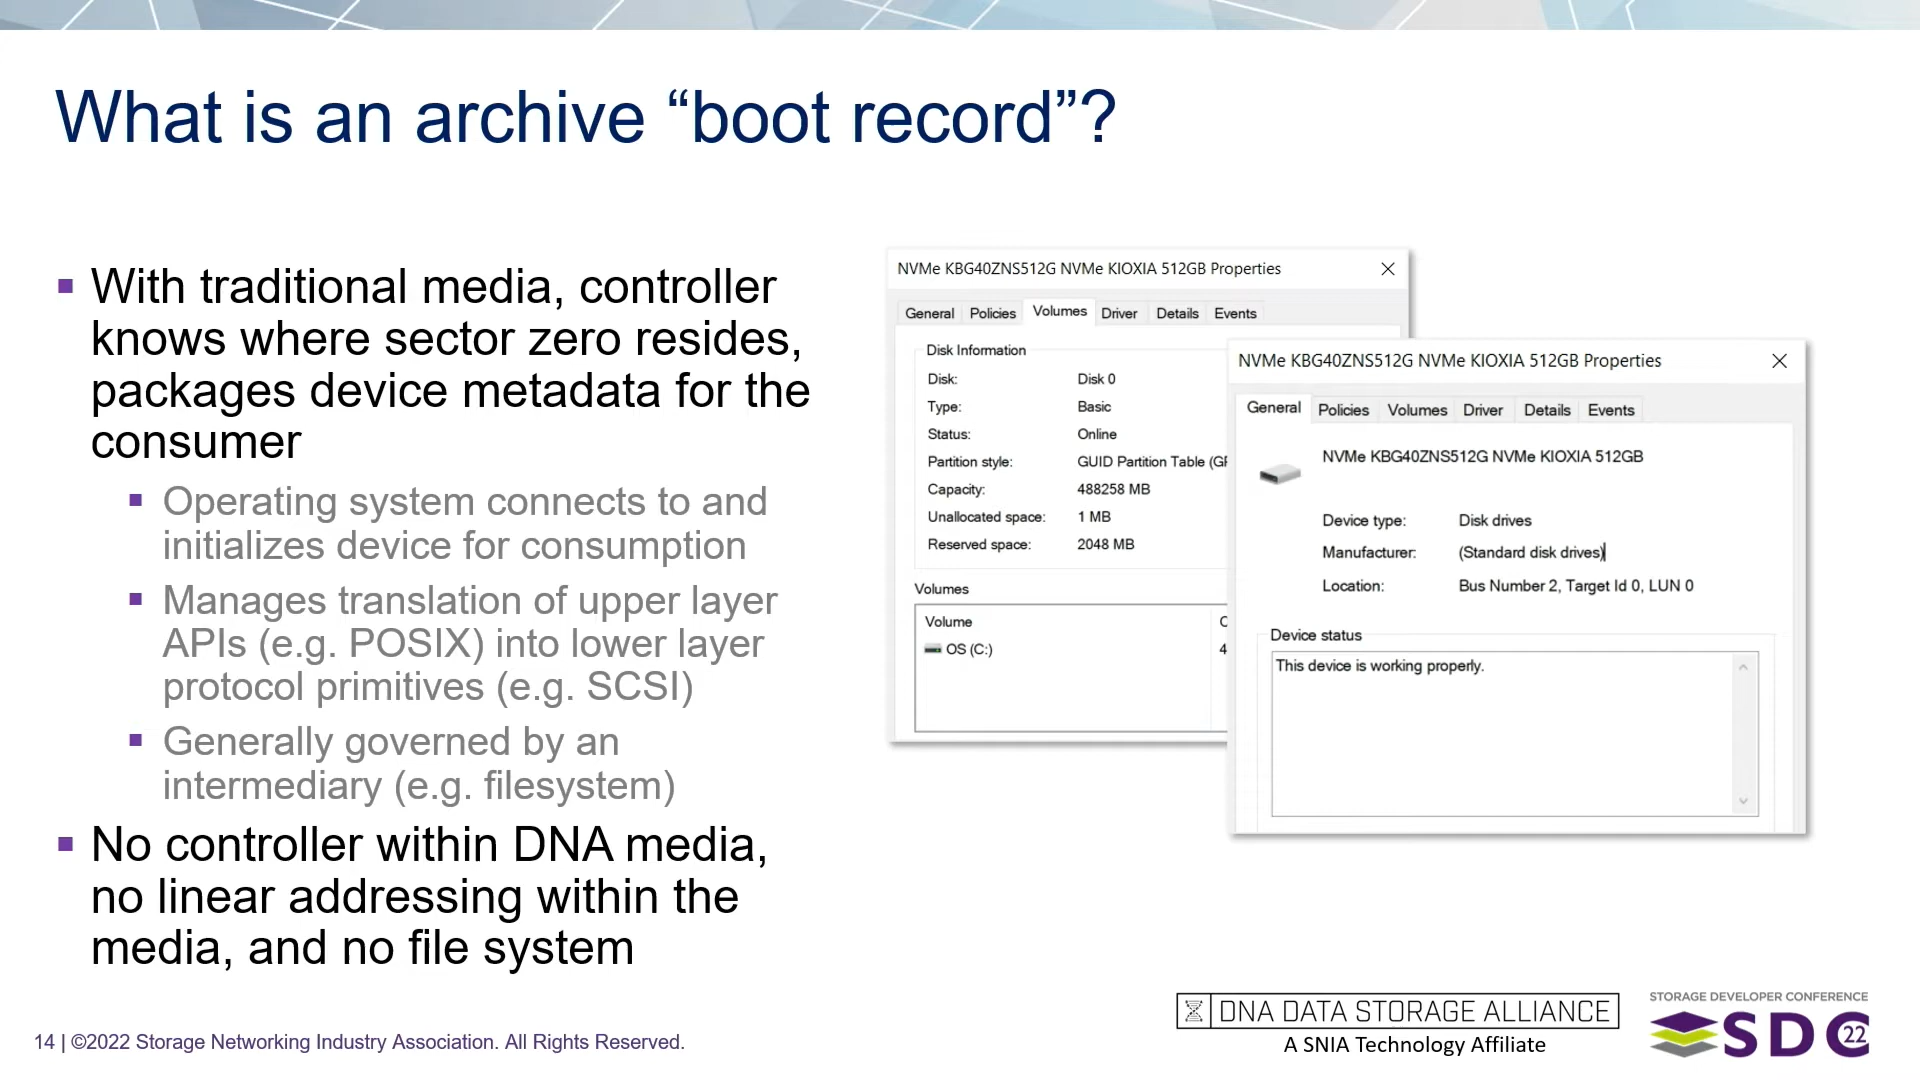 What is an archive “boot record”?
With traditional media, controller
knows where sector zero resides,
packages device metadata for the
consumer
Operating system connects to and
initializes device for consumption
Manages translation of upper layer
APIs (e.g. POSIX) into lower layer
protocol primitives (e.g. SCSI)
Generally governed by an
intermediary (e.g. filesystem)
No controller within DNA media,
no linear addressing within the
media, and no file system
NVMe KBG40ZNS512G NVMe KIOXIA 512GB Properties
General Policies Volumes Driver Details Events
Disk Information
Disk: Disk 0
Type: Basic
Status: Online
Partition style: GUID Partition Table (GP
Capacity: 488258 MB
Unallocated space: 1 MB
Reserved space: 2048 MB
Volumes
Volume C
OS (C:) 4
NVMe KBG40ZNS512G NVMe KIOXIA 512GB Properties
General Policies Volumes Driver Details Events
NVMe KBG40ZNS512G NVMe KIOXIA 512GB
Device type: Disk drives
Manufacturer: (Standard disk drives)
Location: Bus Number 2, Target Id 0, LUN 0
Device status
This device is working properly.
14 | ©2022 Storage Networking Industry Association. All Rights Reserved.
DNA DATA STORAGE ALLIANCE
A SNIA Technology Affiliate
STORAGE DEVELOPER CONFERENCE
SDC 22